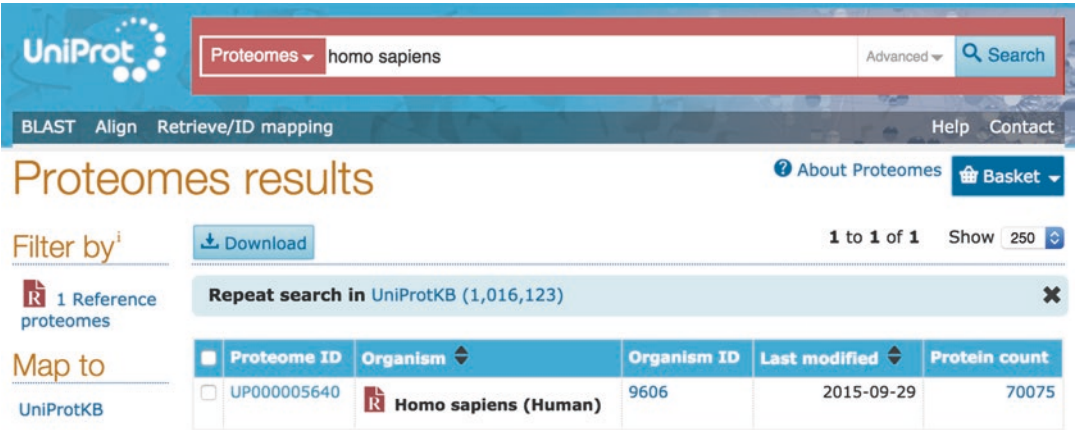 UniProt
Proteomes homo sapiens Advanced Search
BLAST Align Retrieve/ID mapping Help Contact
Proteomes results
About Proteomes Basket
Filter byⁱ
Download
1 to 1 of 1 Show 250
R 1 Reference
proteomes
Repeat search in UniProtKB (1,016,123)
Map to
UniProtKB
Proteome ID Organism Organism ID Last modified Protein count
UP000005640 R Homo sapiens (Human) 9606 2015-09-29 70075